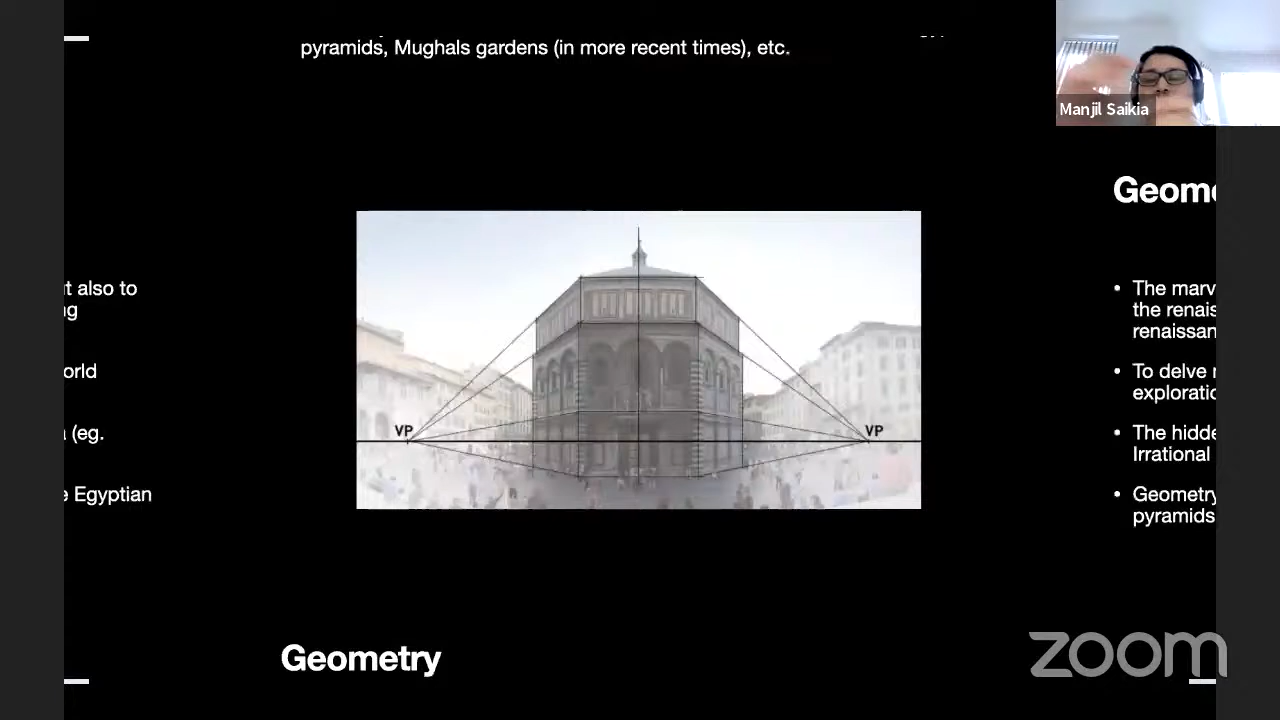 pyramids, Mughals gardens (in more recent times), etc.
Manjil Saikia
Geome
t also to
g
orld
(eg.
e Egyptian
VP
VP
• The marv
the renais
renaissan
• To delve r
exploratio
• The hidde
Irrational
• Geometry
pyramids
Geometry
zoom